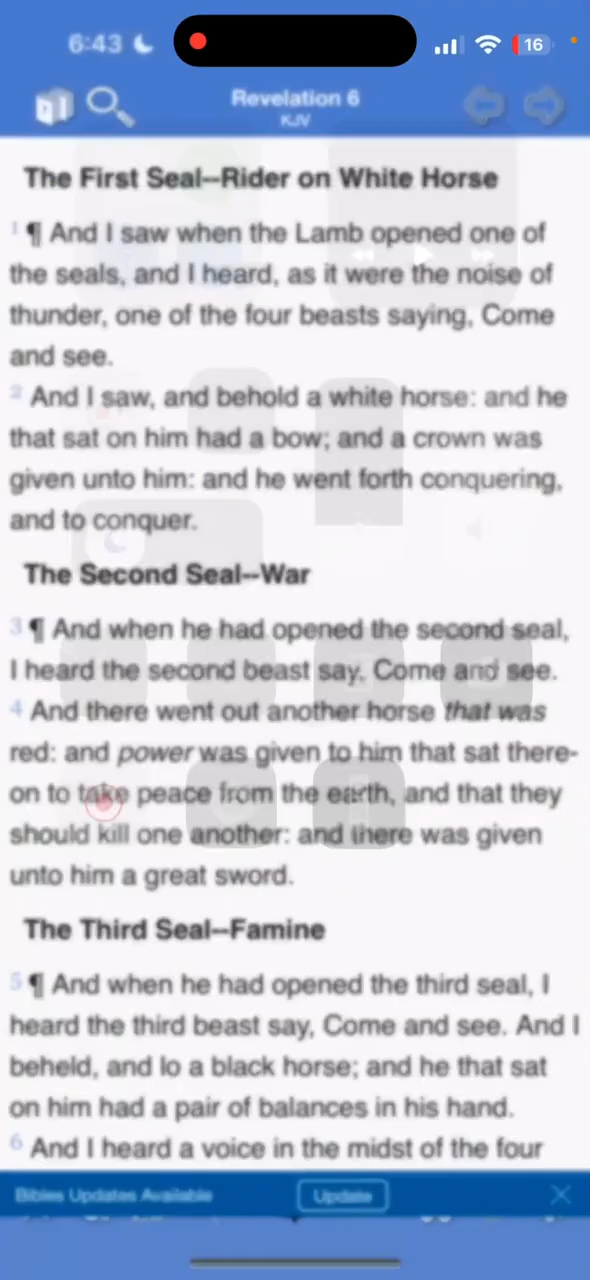 6:43
16
Revelation 6
KJV
The First Seal--Rider on White Horse
1 ¶ And I saw when the Lamb opened one of
the seals, and I heard, as it were the noise of
thunder, one of the four beasts saying, Come
and see.
2 And I saw, and behold a white horse: and he
that sat on him had a bow; and a crown was
given unto him: and he went forth conquering,
and to conquer.
The Second Seal--War
3 ¶ And when he had opened the second seal,
I heard the second beast say, Come and see.
4 And there went out another horse that was
red: and power was given to him that sat there-
on to take peace from the earth, and that they
should kill one another: and there was given
unto him a great sword.
The Third Seal--Famine
5 ¶ And when he had opened the third seal, I
heard the third beast say, Come and see. And I
beheld, and lo a black horse; and he that sat
on him had a pair of balances in his hand.
6 And I heard a voice in the midst of the four
Bibles Updates Available
Update